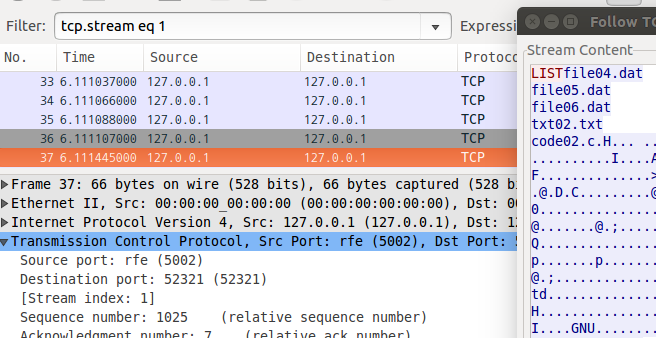 Filter: tcp.stream eq 1 Expressi
Follow TC
No. Time Source Destination Protoc
33 6.111037000 127.0.0.1 127.0.0.1 TCP
34 6.111066000 127.0.0.1 127.0.0.1 TCP
35 6.111088000 127.0.0.1 127.0.0.1 TCP
36 6.111107000 127.0.0.1 127.0.0.1 TCP
37 6.111445000 127.0.0.1 127.0.0.1 TCP
Frame 37: 66 bytes on wire (528 bits), 66 bytes captured (528 b
Ethernet II, Src: 00:00:00_00:00:00 (00:00:00:00:00:00), Dst: 00
Internet Protocol Version 4, Src: 127.0.0.1 (127.0.0.1), Dst: 12
Transmission Control Protocol, Src Port: rfe (5002), Dst Port: 5
Source port: rfe (5002)
Destination port: 52321 (52321)
[Stream index: 1]
Sequence number: 1025 (relative sequence number)
Acknowledgment number: 7 (relative ack number)
Stream Content
LISTfile04.dat
file05.dat
file06.dat
txt02.txt
code02.c.H... ..
..........I....A
F..............>
.@.D.C.........@
0
@.......@.;.....
Q
p.......p......
@.;.............
td..............
H
I....GNU........